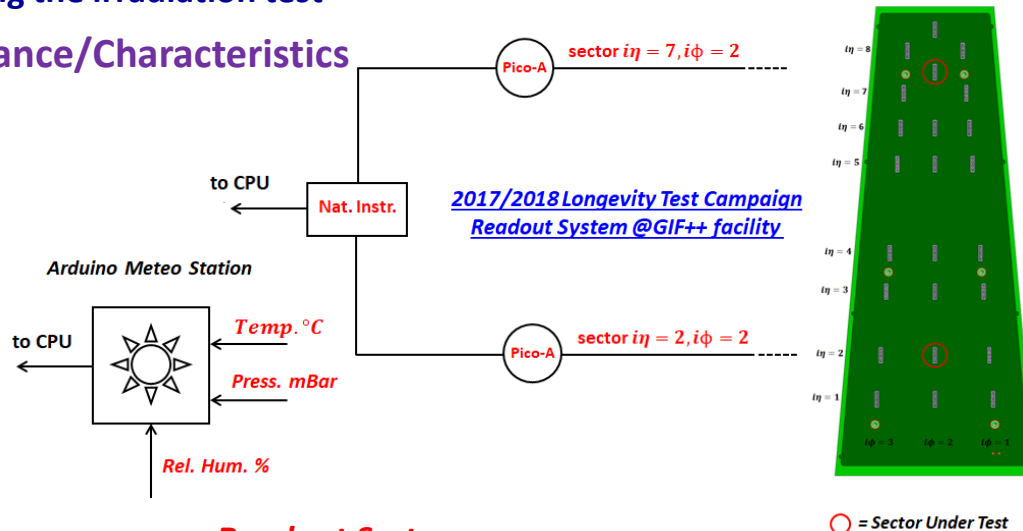 the irradiation test
ance/Characteristics
Pico-A
sector iη = 7, iϕ = 2
to CPU
Nat. Instr.
2017/2018 Longevity Test Campaign
Readout System @GIF++ facility
Arduino Meteo Station
to CPU
Temp. °C
Press. mBar
Rel. Hum. %
Pico-A
sector iη = 2, iϕ = 2
iη = 8
iη = 7
iη = 6
iη = 5
iη = 4
iη = 3
iη = 2
iη = 1
iϕ = 3
iϕ = 2
iϕ = 1
= Sector Under Test